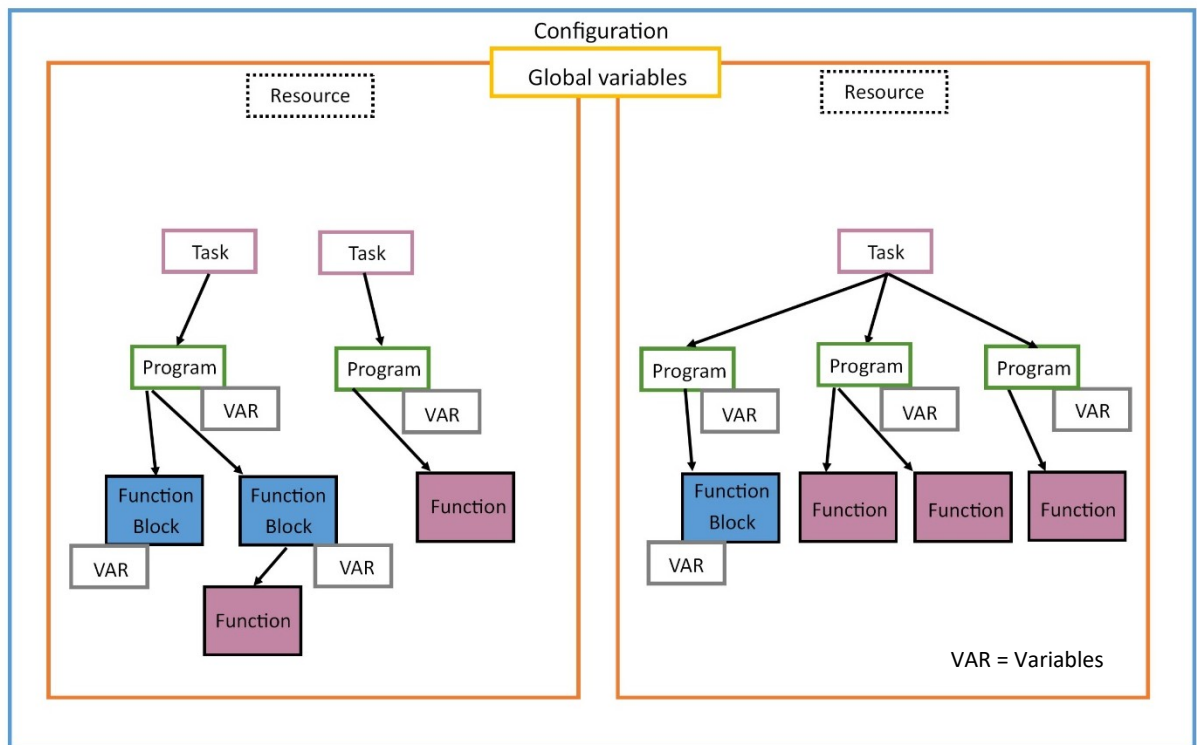 Configuration
Global variables
Resource
Resource
Task
Task
Task
Program
Program
Program
Program
Program
VAR
VAR
VAR
VAR
VAR
Function
Block
Function
Block
Function
Function
Block
Function
Function
Function
VAR
VAR
VAR
Function
VAR = Variables